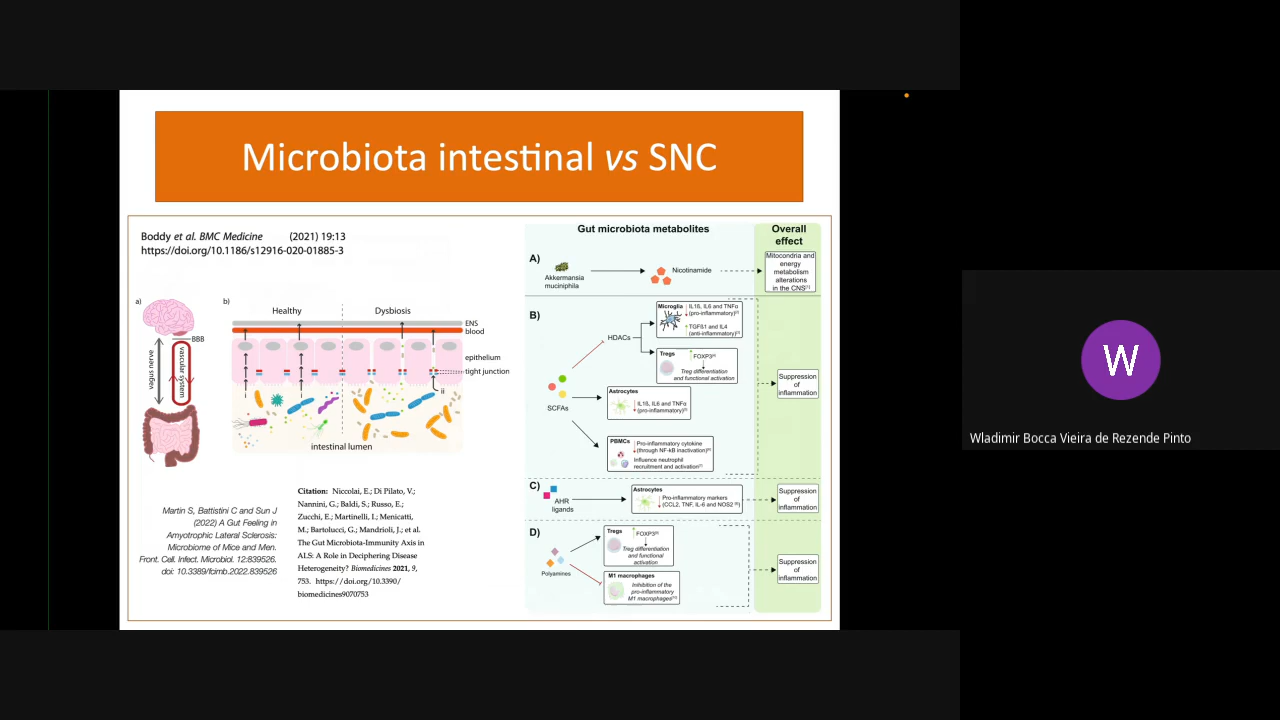 Microbiota intestinal vs SNC
Boddy et al. BMC Medicine (2021) 19:13
https://doi.org/10.1186/s12916-020-01885-3
a)
BBB
vagus nerve
vascular system
b)
Healthy
Dysbiosis
ENS
blood
epithelium
tight junction
i
ii
intestinal lumen
Martin S, Battistini C and Sun J
(2022) A Gut Feeling in
Amyotrophic Lateral Sclerosis:
Microbiome of Mice and Men.
Front. Cell. Infect. Microbiol. 12:839526.
doi: 10.3389/fcimb.2022.839526
Citation: Niccolai, E.; Di Pilato, V.;
Nannini, G.; Baldi, S.; Russo, E.;
Zucchi, E.; Martinelli, I.; Menicatti,
M.; Bartolucci, G.; Mandrioli, J.; et al.
The Gut Microbiota-Immunity Axis in
ALS: A Role in Deciphering Disease
Heterogeneity? Biomedicines 2021, 9,
753. https://doi.org/10.3390/
biomedicines9070753
Gut microbiota metabolites
Overall
effect
A)
Akkermansia
muciniphila
Nicotinamide
Mitocondria and
energy
metabolism
alterations
in the CNS
B)
SCFAs
HDACs
Microglia
IL1ß, IL6 and TNFα
(pro-inflammatory)
TGFS1 and IL4
(anti-inflammatory)
Tregs
FOXP3
Treg differentiation
and functional activation
Astrocytes
IL1ß, IL6 and TNFα
(pro-inflammatory)
PBMCs
Pro-inflammatory cytokine
(through NF-kB inactivation)
Influence neutrophil
recruitment and activation
Suppression
of
inflamation
C)
AHR
ligands
Astrocytes
Pro-inflammatory markers
(CCL2, TNF, IL-6 and NOS2
Suppression
of
inflamation
D)
Polyamines
Tregs
FOXP3
Treg differentiation
and functional
activation
M1 macrophages
Inhibition of the
pro-inflammatory
M1 macrophages
Suppression
of
inflamation
W
Wladimir Bocca Vieira de Rezende Pinto